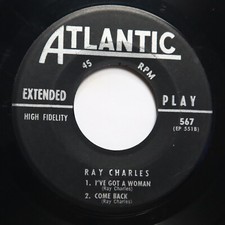 ATLANTIC
45 RPM
EXTENDED PLAY
HIGH FIDELITY
567
(EP 551B)
RAY CHARLES
1. I'VE GOT A WOMAN
(Ray Charles)
2. COME BACK
(Ray Charles)